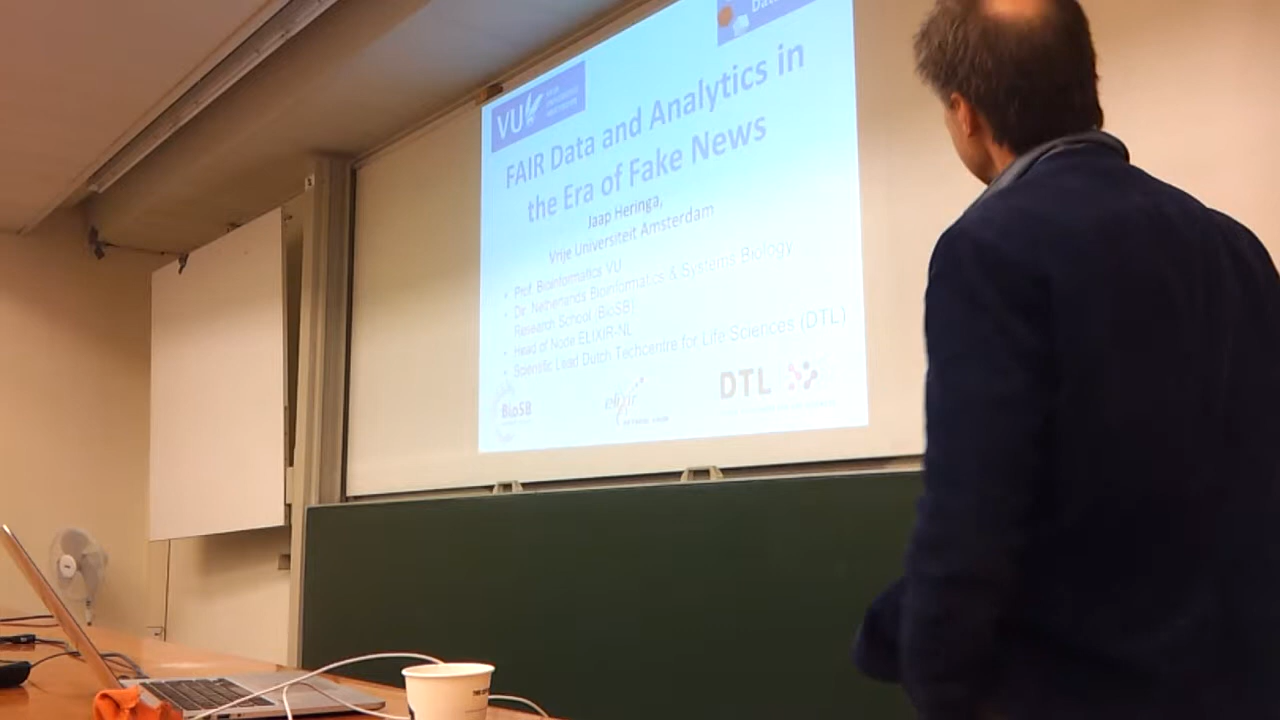 Data
VU
FAIR Data and Analytics in
the Era of Fake News
Jaap Heringa,
Vrije Universiteit Amsterdam
• Prof. Bioinformatics VU
• Dir. Netherlands Bioinformatics & Systems Biology
Research School (BioSB)
• Head of Node ELIXIR-NL
• Scientific Lead Dutch Techcentre for Life Sciences (DTL)
BioSB
elixir
DTL